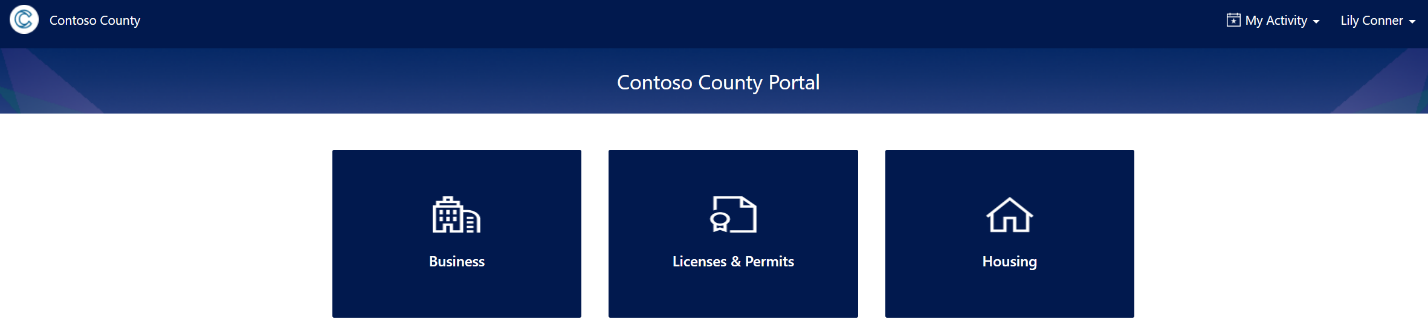 Contoso County
My Activity
Lily Conner
Contoso County Portal
Business
Licenses & Permits
Housing